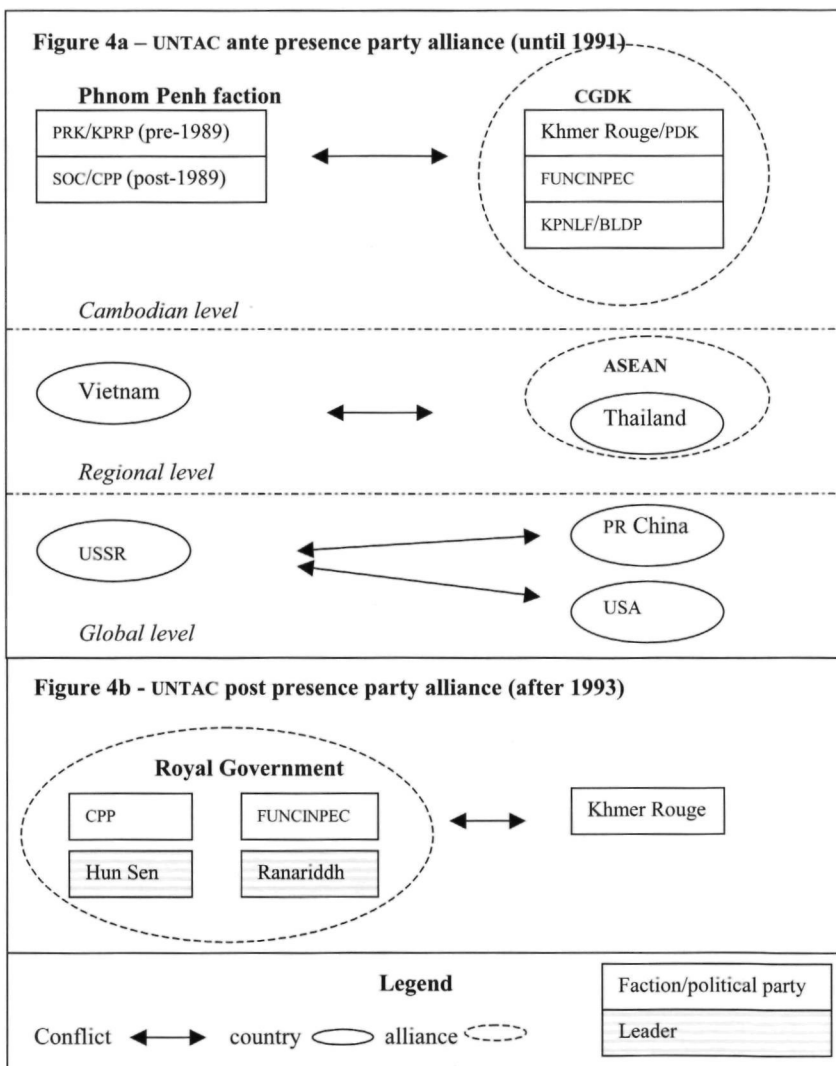 Figure 4a – UNTAC ante presence party alliance (until 1991)
Phnom Penh faction
PRK/KPRP (pre-1989)
SOC/CPP (post-1989)
CGDK
Khmer Rouge/PDK
FUNCINPEC
KPNLF/BLDP
Cambodian level
Vietnam
ASEAN
Thailand
Regional level
USSR
PR China
USA
Global level
Figure 4b - UNTAC post presence party alliance (after 1993)
Royal Government
CPP
FUNCINPEC
Khmer Rouge
Hun Sen
Ranariddh
Legend
Faction/political party
Leader
Conflict country alliance